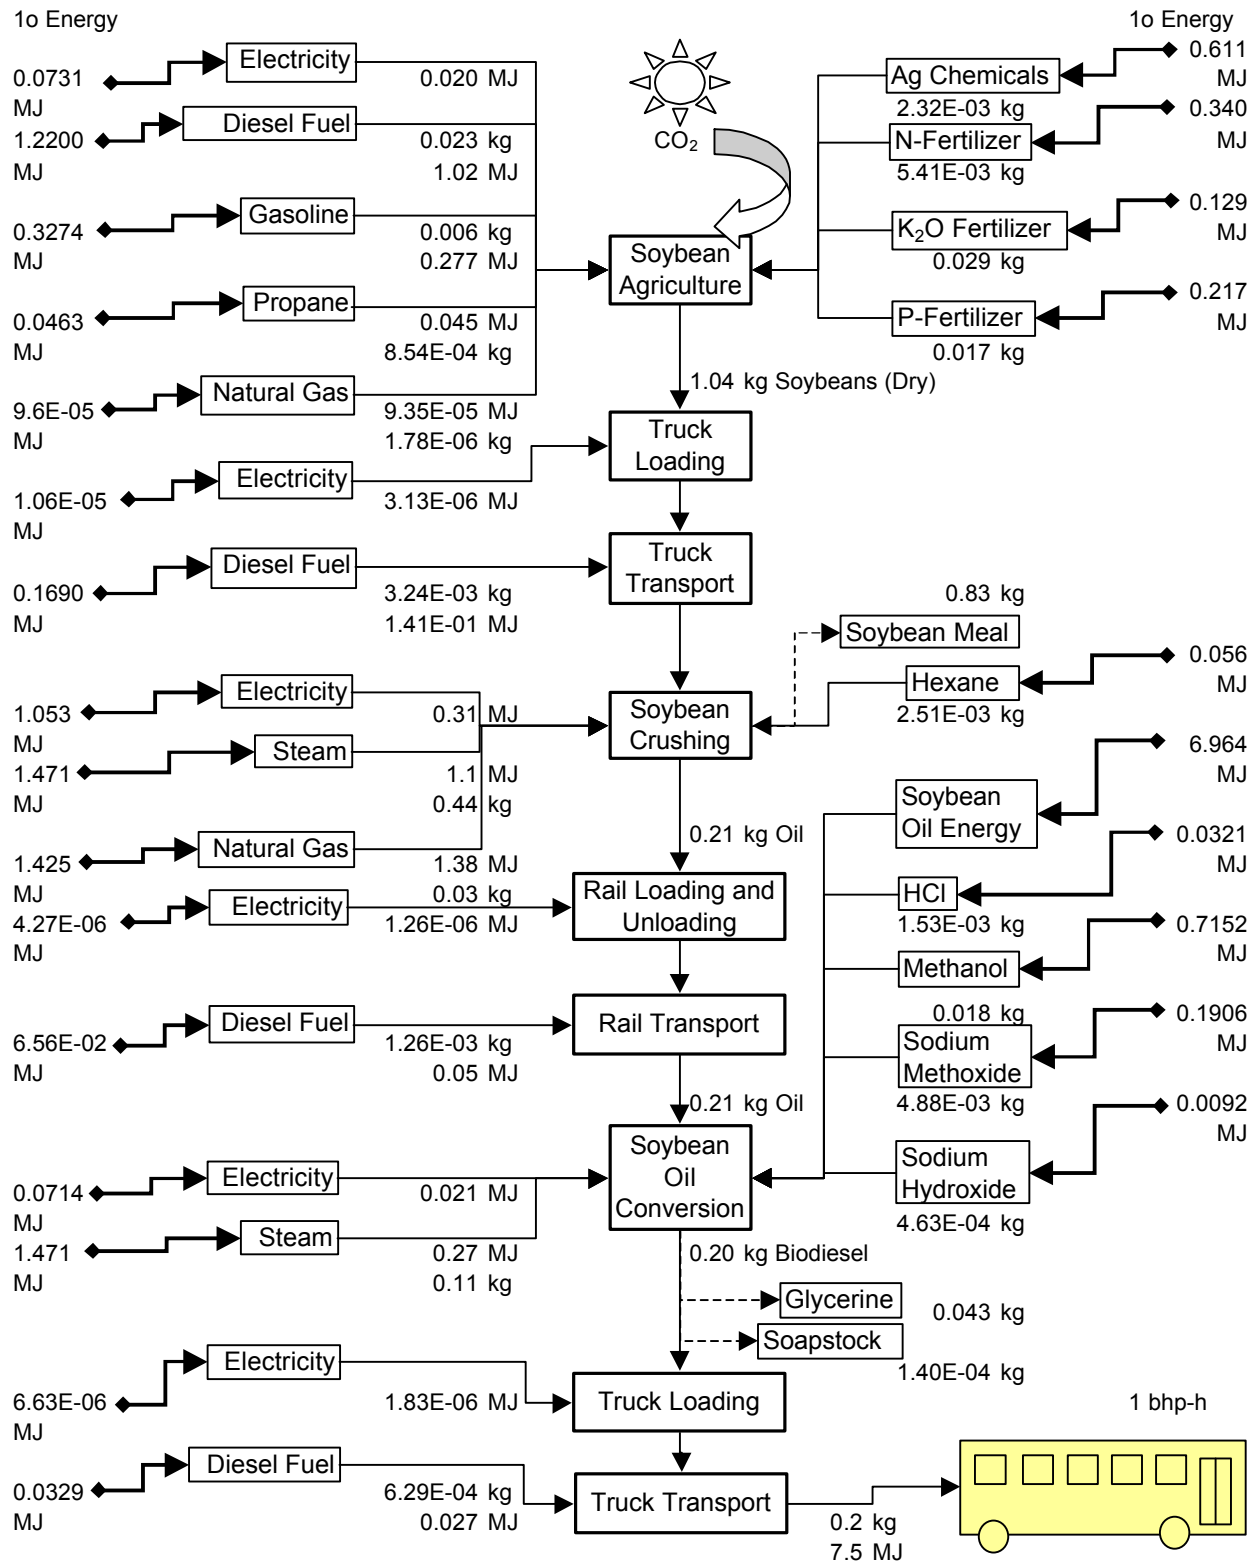 1o Energy
1o Energy
Electricity
0.0731
MJ
0.020 MJ
Diesel Fuel
1.2200
MJ
0.023 kg
1.02 MJ
Gasoline
0.3274
MJ
0.006 kg
0.277 MJ
Propane
0.0463
MJ
0.045 MJ
8.54E-04 kg
Natural Gas
9.6E-05
MJ
9.35E-05 MJ
1.78E-06 kg
CO2
Soybean
Agriculture
Ag Chemicals
0.611
MJ
2.32E-03 kg
N-Fertilizer
0.340
MJ
5.41E-03 kg
K2O Fertilizer
0.129
MJ
0.029 kg
P-Fertilizer
0.217
MJ
0.017 kg
1.04 kg Soybeans (Dry)
Electricity
1.06E-05
MJ
3.13E-06 MJ
Truck
Loading
Diesel Fuel
0.1690
MJ
3.24E-03 kg
1.41E-01 MJ
Truck
Transport
0.83 kg
Soybean Meal
Electricity
1.053
MJ
0.31 MJ
Steam
1.471
MJ
1.1 MJ
0.44 kg
Natural Gas
1.425
MJ
1.38 MJ
0.03 kg
Soybean
Crushing
Hexane
0.056
MJ
2.51E-03 kg
0.21 kg Oil
Electricity
4.27E-06
MJ
1.26E-06 MJ
Rail Loading and
Unloading
Diesel Fuel
6.56E-02
MJ
1.26E-03 kg
0.05 MJ
Rail Transport
0.21 kg Oil
Soybean
Oil Energy
6.964
MJ
HCl
0.0321
MJ
1.53E-03 kg
Methanol
0.7152
MJ
0.018 kg
Sodium
Methoxide
0.1906
MJ
4.88E-03 kg
Sodium
Hydroxide
0.0092
MJ
4.63E-04 kg
Electricity
0.0714
MJ
0.021 MJ
Steam
1.471
MJ
0.27 MJ
0.11 kg
Soybean
Oil
Conversion
0.20 kg Biodiesel
Glycerine
0.043 kg
Soapstock
1.40E-04 kg
Electricity
6.63E-06
MJ
1.83E-06 MJ
Truck Loading
Diesel Fuel
0.0329
MJ
6.29E-04 kg
0.027 MJ
Truck Transport
0.2 kg
7.5 MJ
1 bhp-h